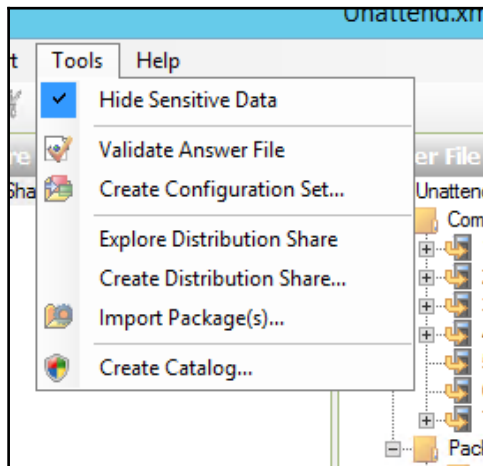 Unattend.xm
Tools Help
Hide Sensitive Data
Validate Answer File
Create Configuration Set...
Explore Distribution Share
Create Distribution Share...
Import Package(s)...
Create Catalog...
er File
Unatten
Com
Pack